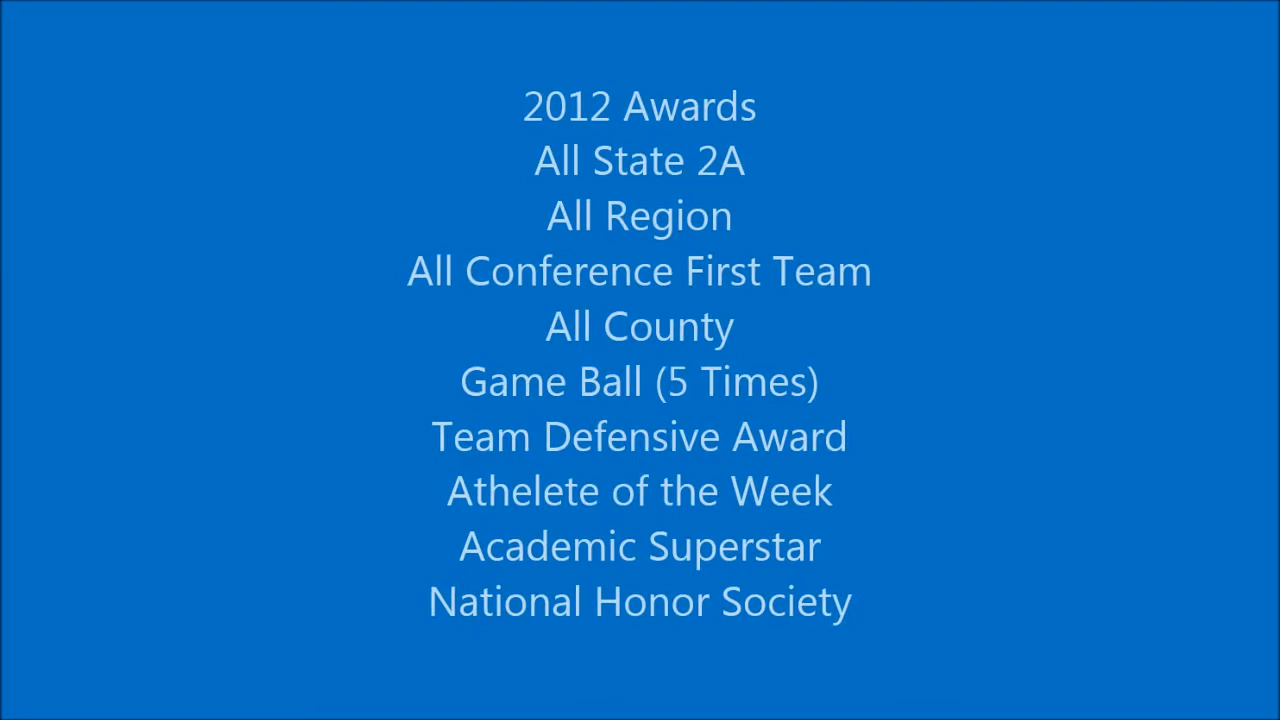 2012 Awards
All State 2A
All Region
All Conference First Team
All County
Game Ball (5 Times)
Team Defensive Award
Athelete of the Week
Academic Superstar
National Honor Society